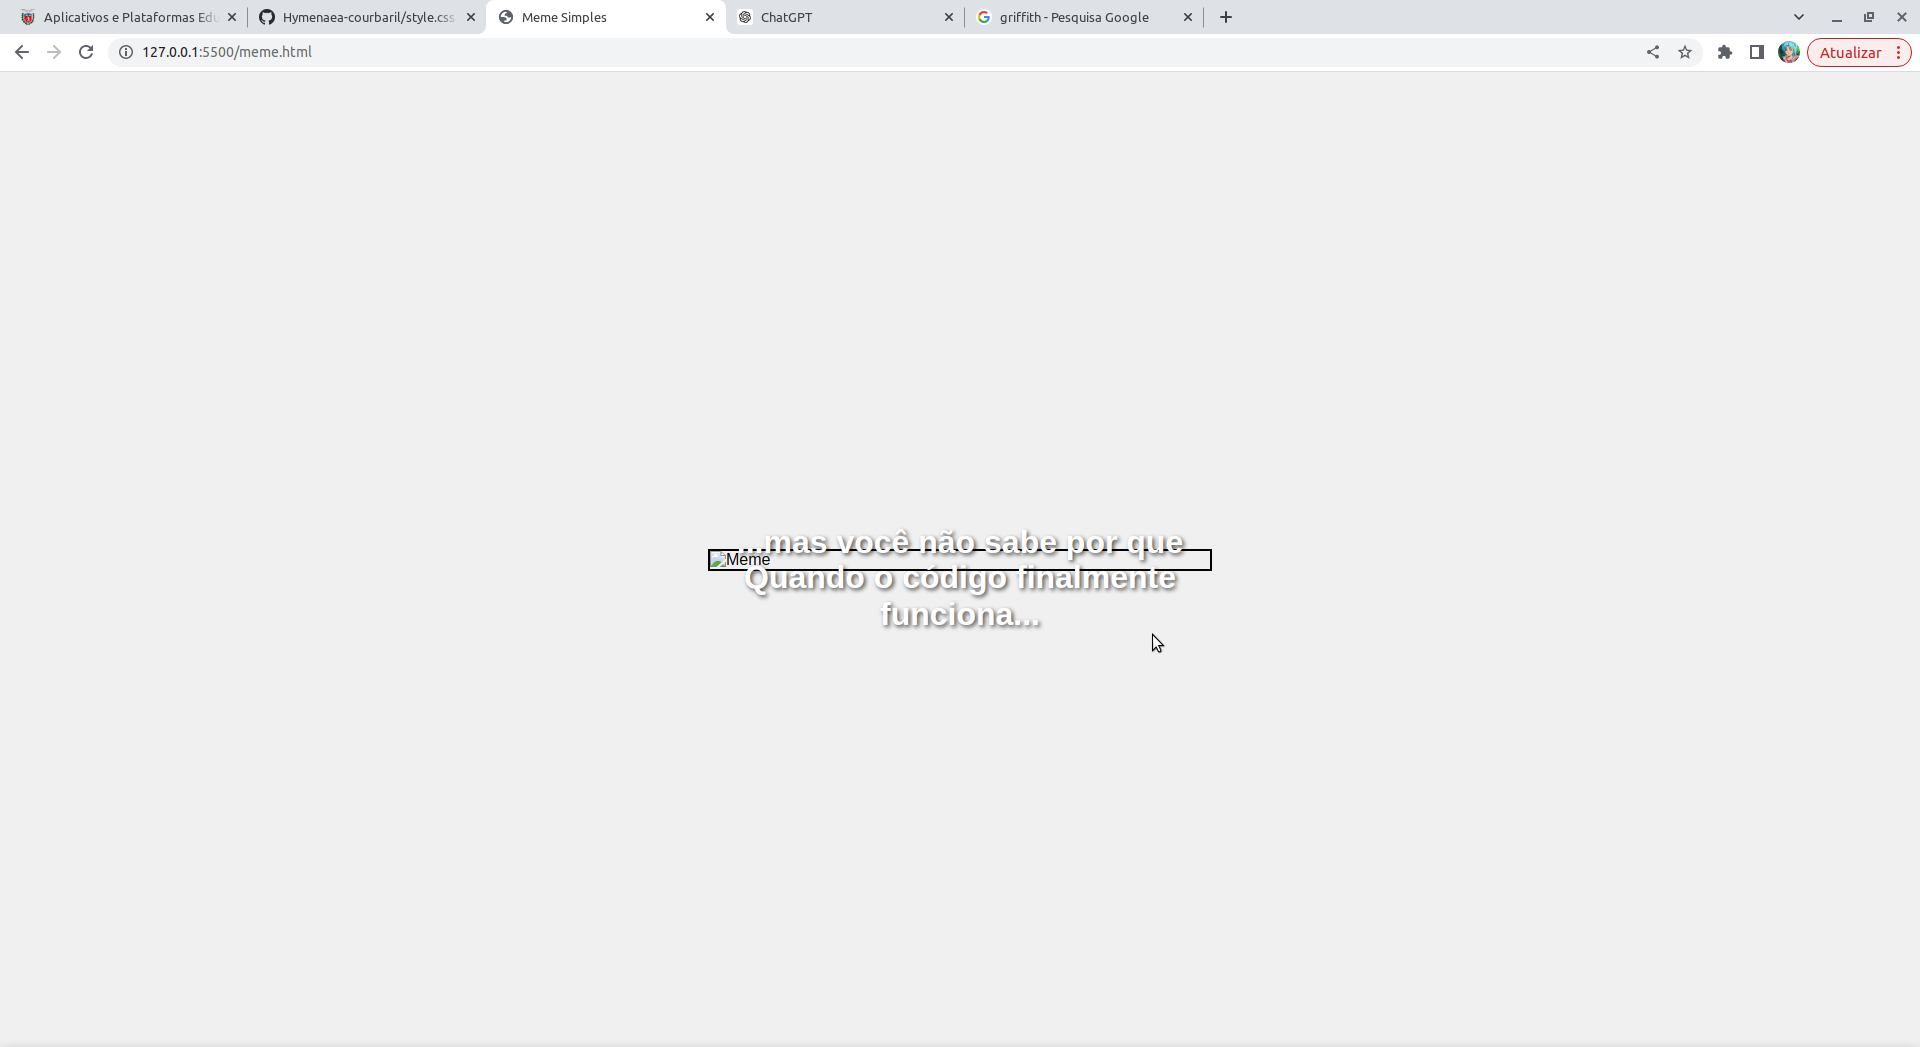 Aplicativos e Plataformas Edu
Hymenaea-courbaril/style.css
Meme Simples
ChatGPT
griffith - Pesquisa Google
127.0.0.1:5500/meme.html
Atualizar
...mas você não sabe por que
Meme
Quando o código finalmente
funciona...